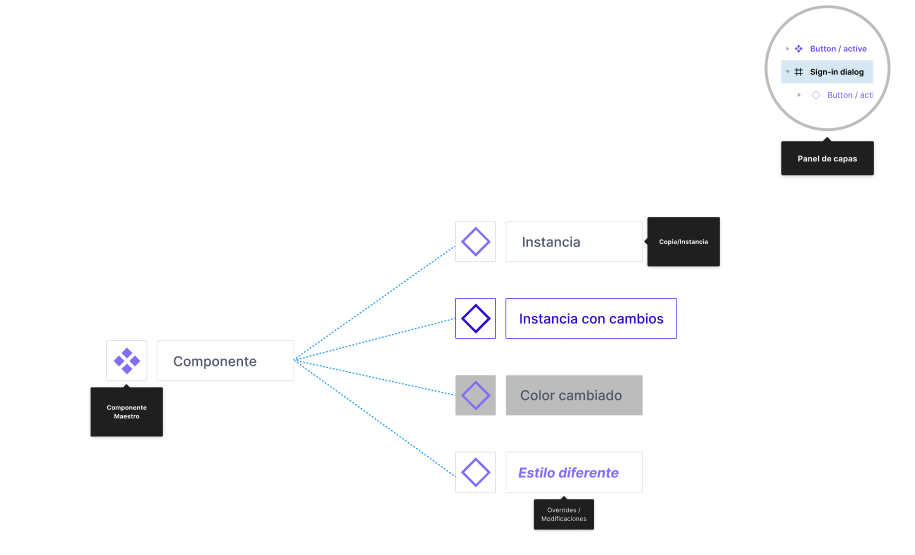 Button / active
Sign-in dialog
Button / acti
Panel de capas
Instancia
Copia/Instancia
Instancia con cambios
Componente
Componente
Maestro
Color cambiado
Estilo diferente
Overrides /
Modificaciones